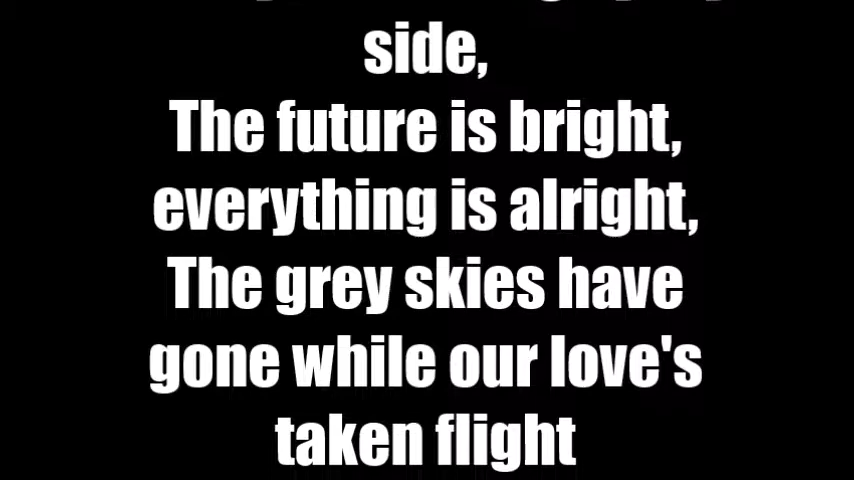 side,
The future is bright,
everything is alright,
The grey skies have
gone while our love's
taken flight